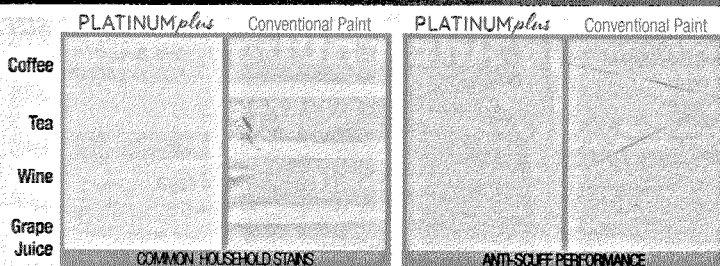 PLATINUMplus Conventional Paint PLATINUMplus Conventional Paint
Coffee
Tea
Wine
Grape
Juice
COMMON HOUSEHOLD STAINS ANTI-SCUFF PERFORMANCE